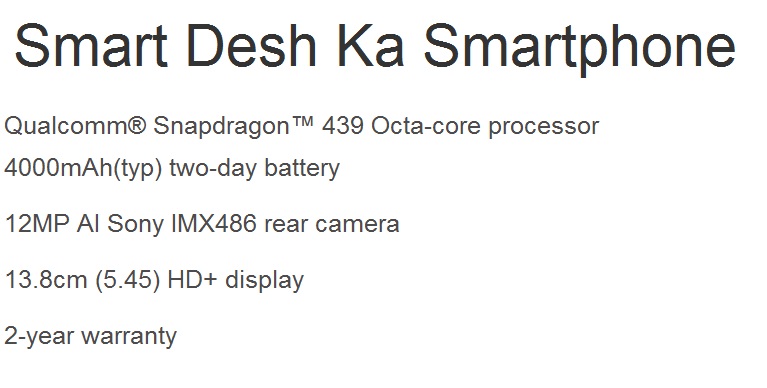 Smart Desh Ka Smartphone
Qualcomm® Snapdragon™ 439 Octa-core processor
4000mAh(typ) two-day battery
12MP AI Sony IMX486 rear camera
13.8cm (5.45) HD+ display
2-year warranty